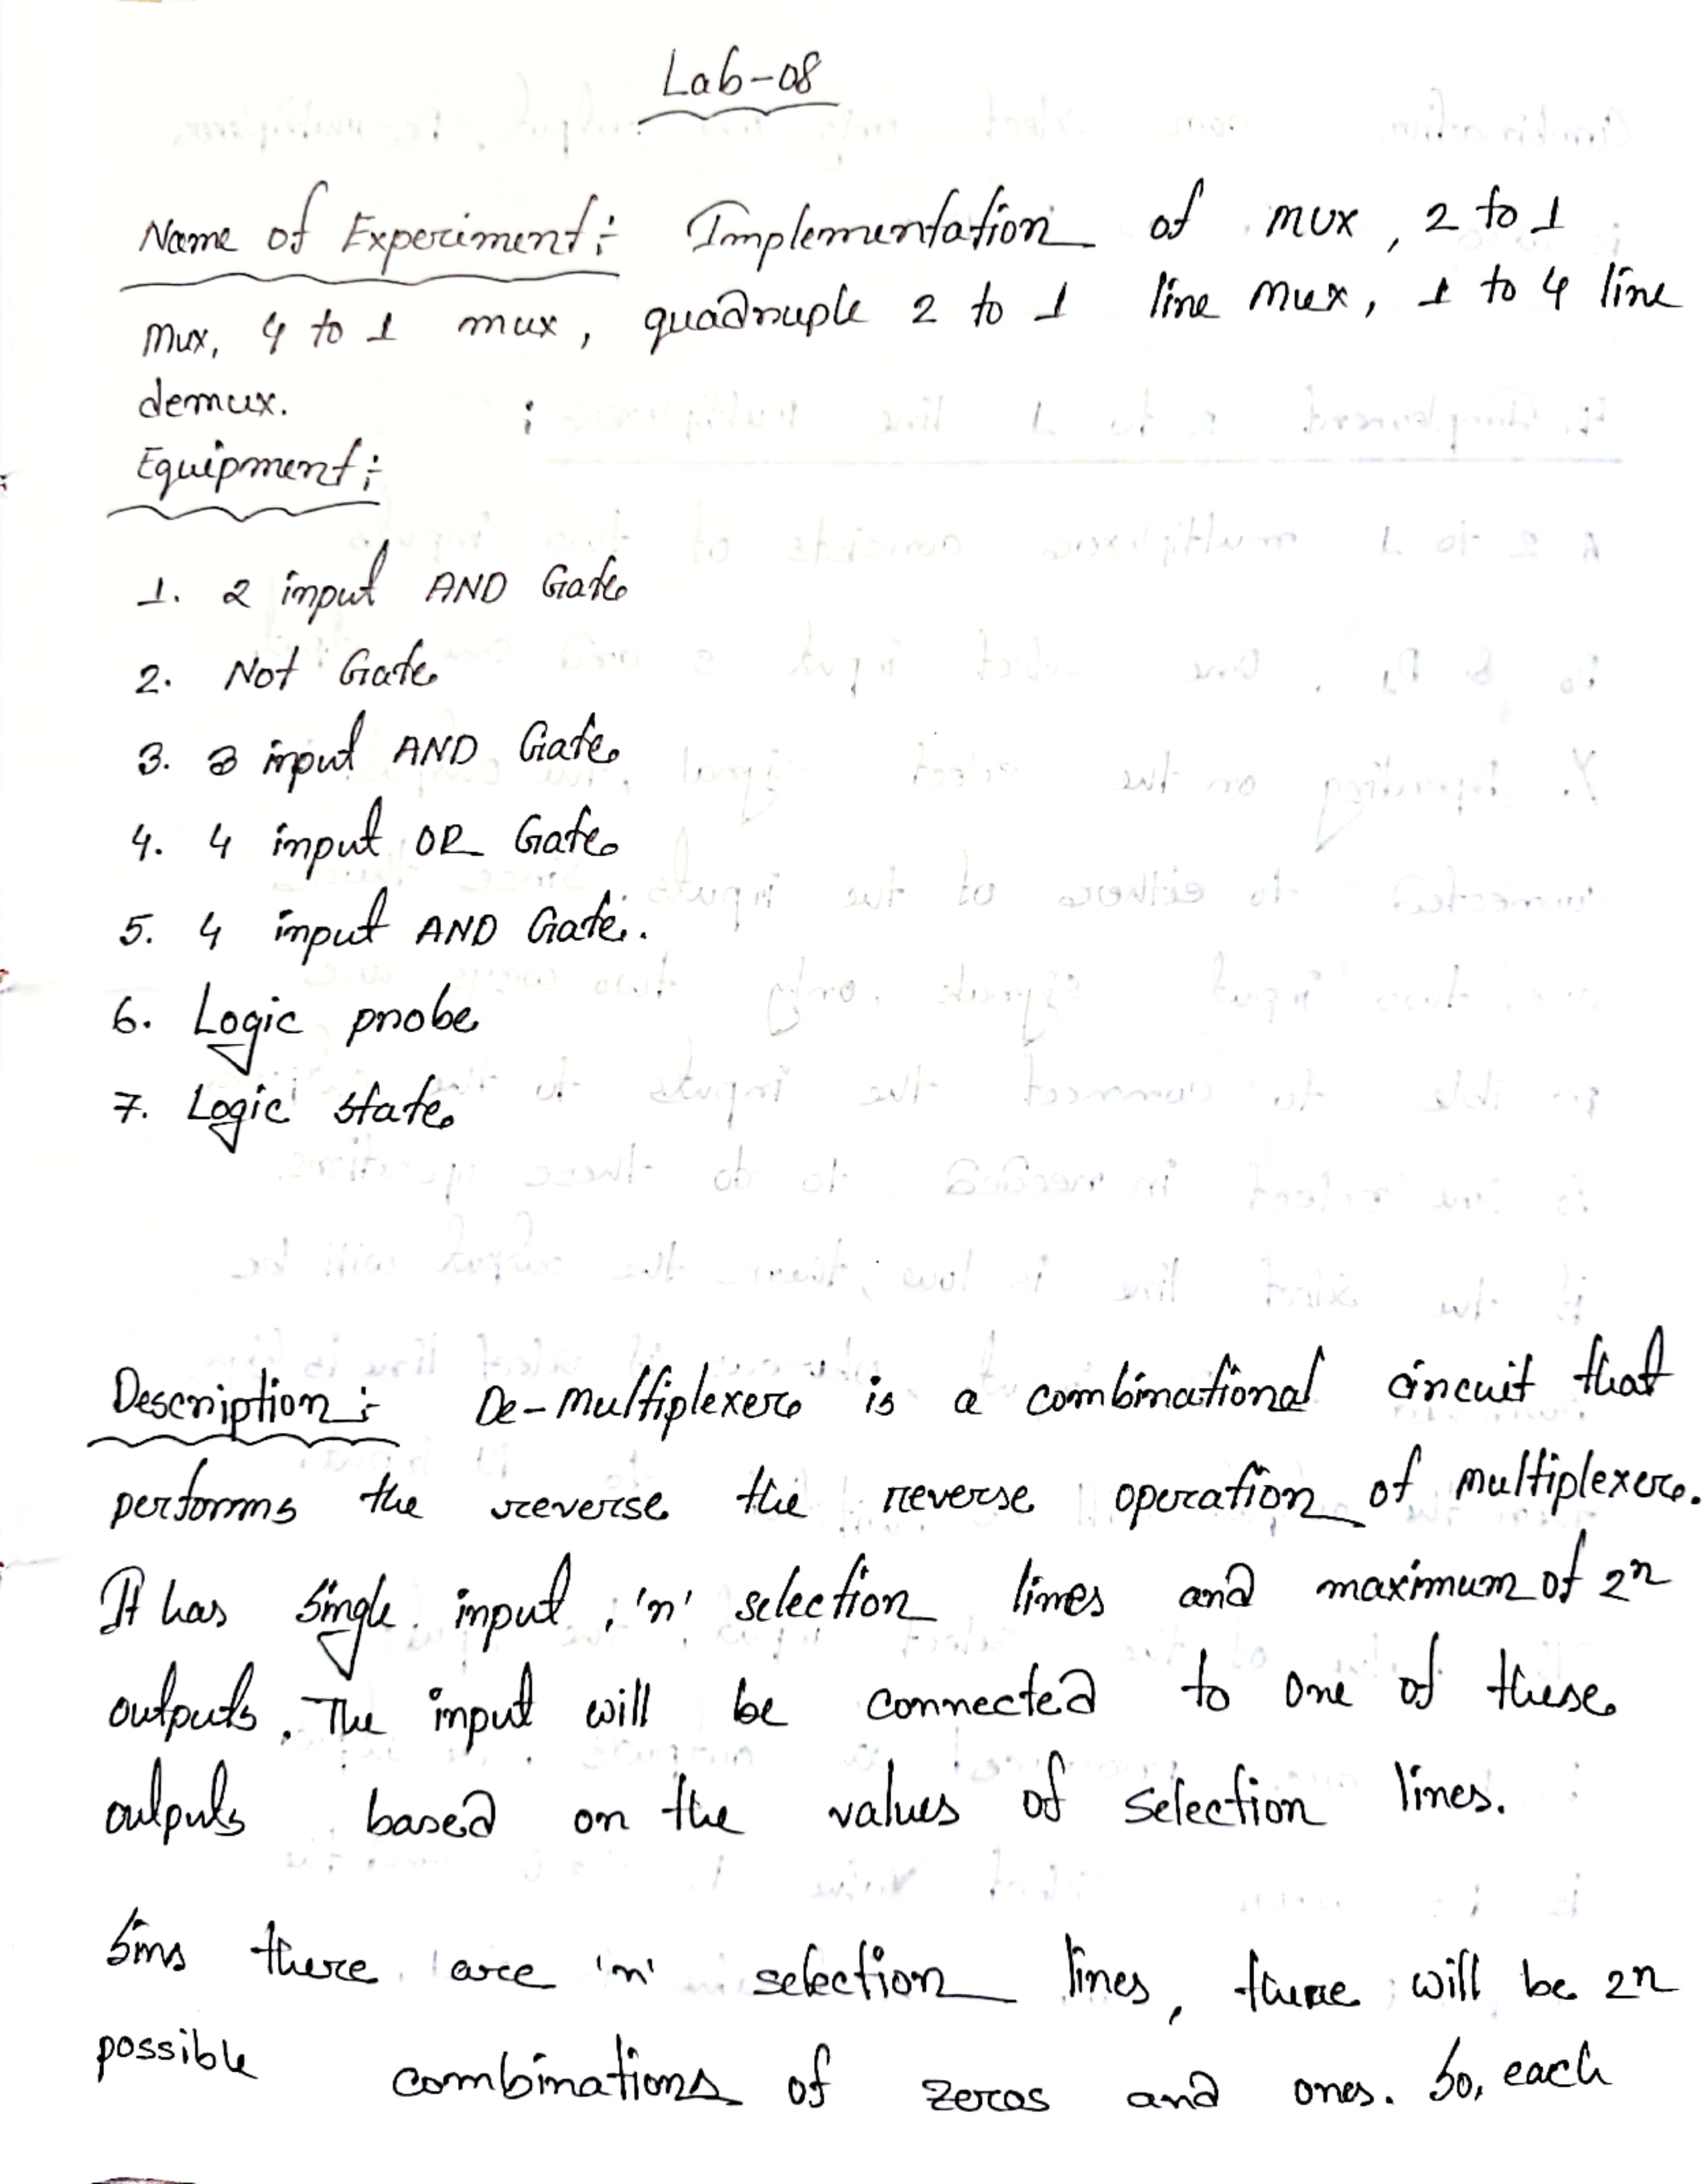 Lab-08
Name of Experiment:- Implementation of mux, 2 to 1
Mux, 4 to 1 mux, quadruple 2 to 1 line mux, 1 to 4 line
demux.
Equipment:-
1. 2 input AND Gate
2. Not Gate
3. 3 input AND Gate
4. 4 input OR Gate
5. 4 input AND Gate.
6. Logic probe
7. Logic state
Description:- De-Multiplexer is a combinational circuit that
performs the reverse the reverse operation of Multiplexer.
It has single input, 'n' selection lines and maximum of 2ⁿ
outputs. The input will be connected to one of these
outputs based on the values of selection lines.
Sins there are 'n' selection lines, there will be 2n
possible combinations of zeros and ones. So, each